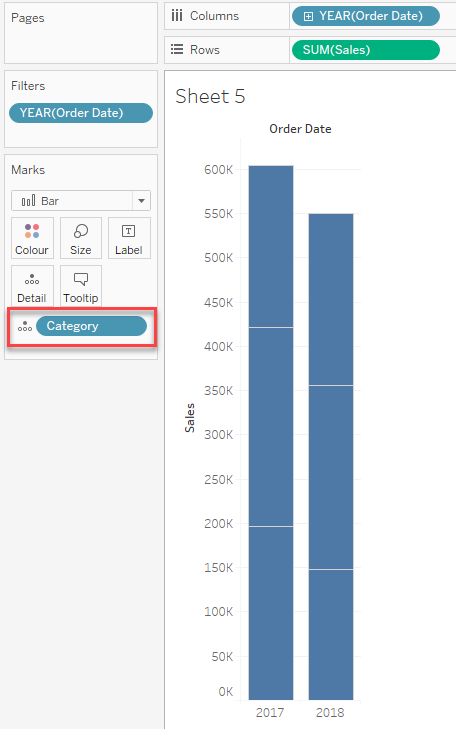 Pages
Columns
YEAR(Order Date)
Rows
SUM(Sales)
Filters
YEAR(Order Date)
Marks
Bar
Colour
Size
Label
Detail
Tooltip
Category
Sheet 5
Order Date
600K
550K
500K
450K
400K
350K
300K
250K
200K
150K
100K
50K
0K
Sales
2017
2018